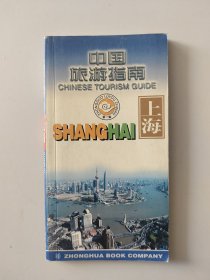 中国
旅游指南
CHINESE TOURISM GUIDE
SHANGHAI
上海
ZHONGHUA BOOK COMPANY